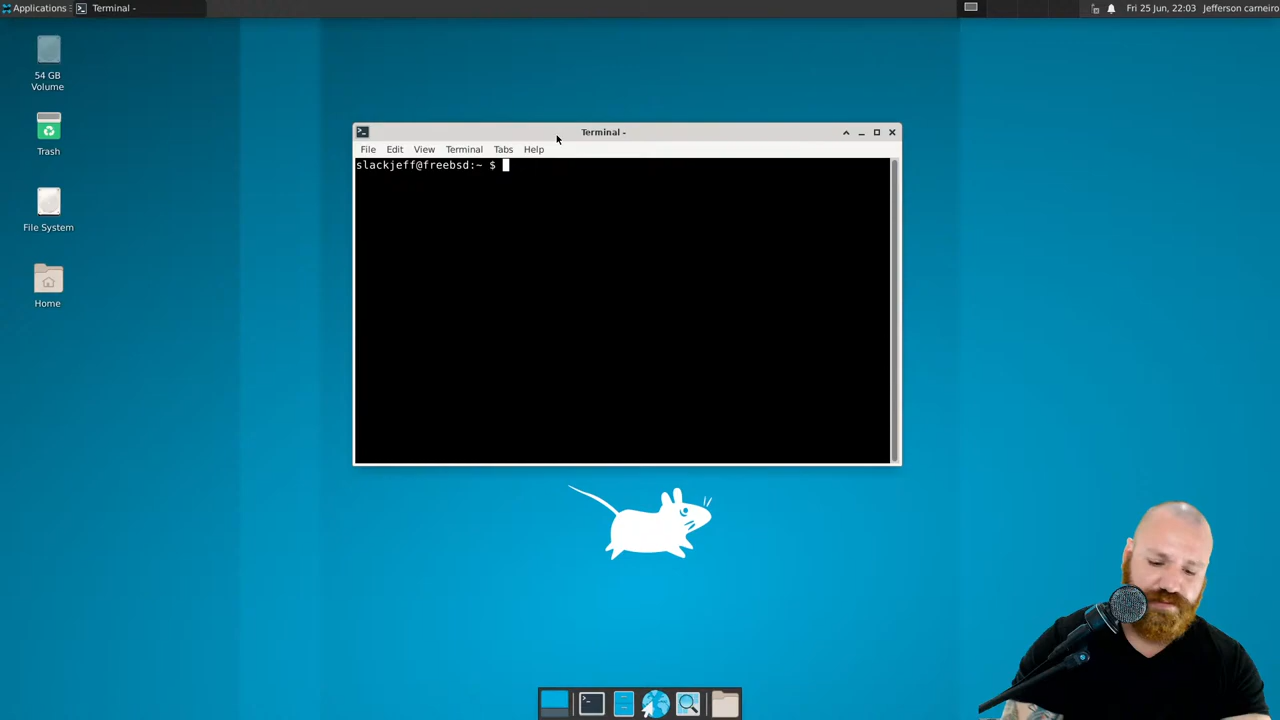 Applications
Terminal -
Fri 25 Jun, 22:03
Jefferson carneiro
54 GB
Volume
Trash
File System
Home
Terminal -
File
Edit
View
Terminal
Tabs
Help
slackjeff@freebsd:~ $